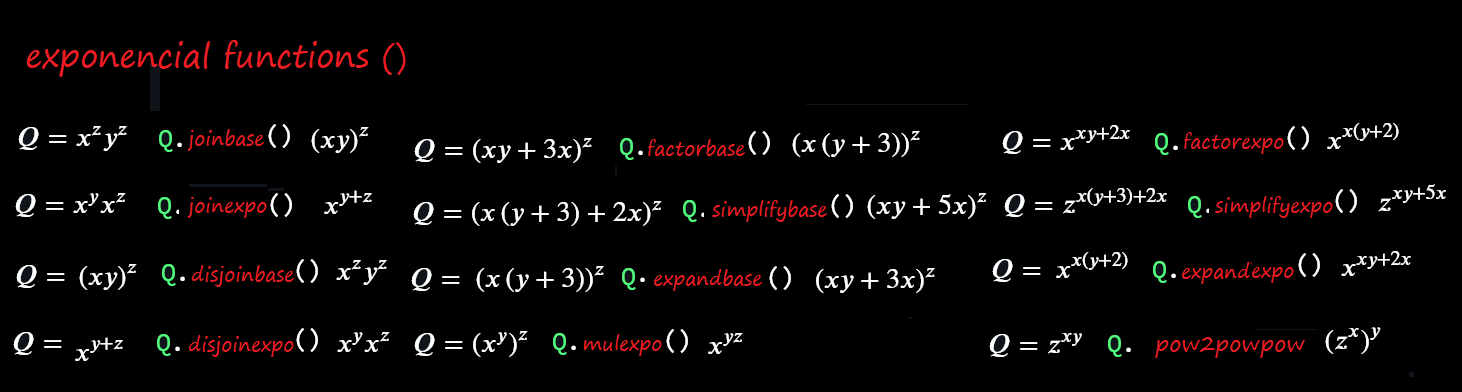 exponencial functions ()
Q = x^z y^z Q.joinbase() (xy)^z Q = (xy + 3x)^z Q.factorbase() (x (y + 3))^z Q = x^{xy+2x} Q.factorexpo() x^{x(y+2)}
Q = x^y x^z Q.joinexpo() x^{y+z} Q = (x (y + 3) + 2x)^z Q.simplifybase() (xy + 5x)^z Q = z^{x(y+3)+2x} Q.simplifyexpo() z^{xy+5x}
Q = (xy)^z Q.disjoinbase() x^z y^z Q = (x (y + 3))^z Q.expandbase() (xy + 3x)^z Q = x^{x(y+2)} Q.expandexpo() x^{xy+2x}
Q = x^{y+z} Q.disjoinexpo() x^y x^z Q = (x^y)^z Q.mulexpo() x^{yz} Q = z^{xy} Q. pow2powpow (z^x)^y